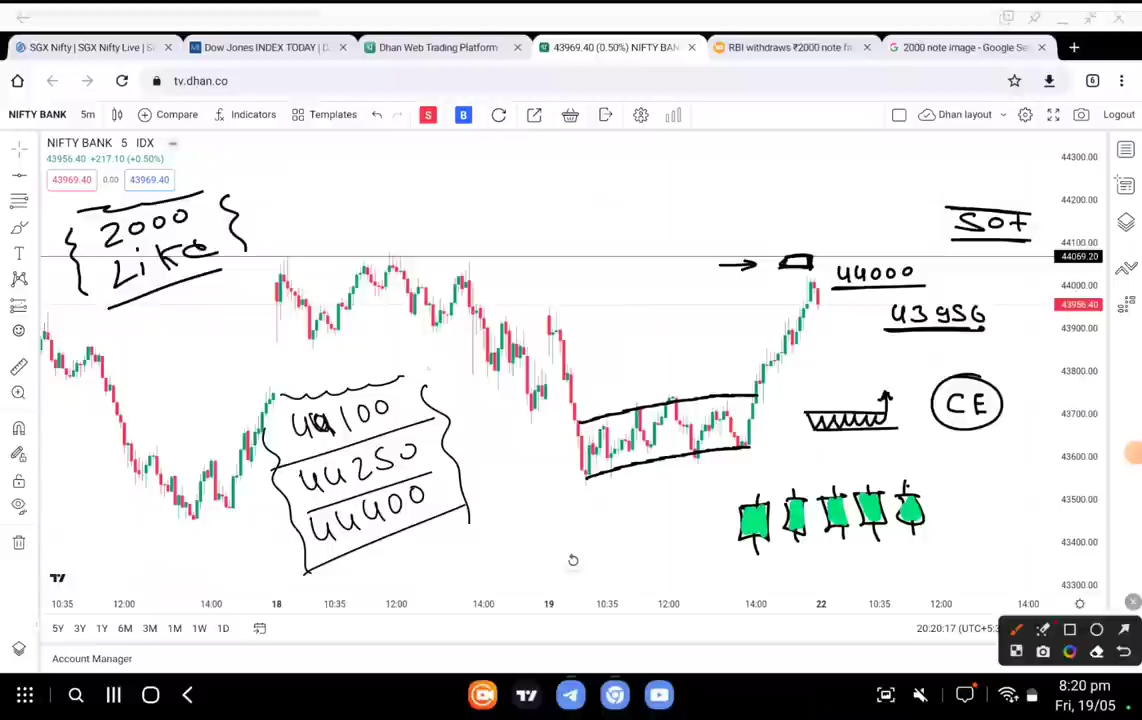 SGX Nifty | SGX Nifty Live | S
Dow Jones INDEX TODAY | D
Dhan Web Trading Platform
43969.40 (0.50%) NIFTY BAN
RBI withdraws ₹2000 note fr
2000 note image - Google Se
tv.dhan.co
6
NIFTY BANK 5m Compare Indicators Templates S B Dhan layout Logout
NIFTY BANK 5 IDX
43956.40 +217.10 (+0.50%)
43969.40 0.00 43969.40
2000
Like
SOT
44000
43956
CE
44100
44250
44400
44300.00
44200.00
44100.00
44069.20
44000.00
43956.40
43900.00
43800.00
43700.00
43600.00
43500.00
43400.00
43300.00
10:35 12:00 14:00 18 10:35 12:00 14:00 19 10:35 12:00 14:00 22 10:35 12:00 14:00
5Y 3Y 1Y 6M 3M 1M 1W 1D
20:20:17 (UTC+5:3
Account Manager
8:20 pm
Fri, 19/05